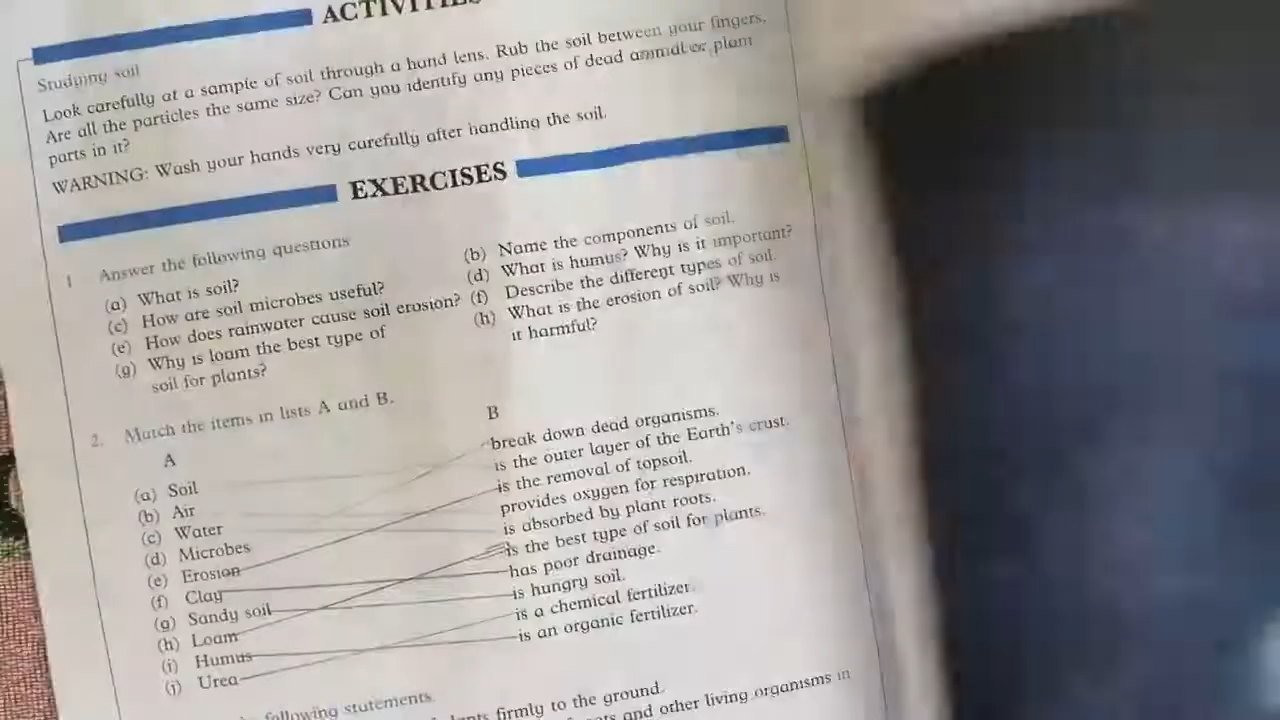 ACTIVITIES
Studying soil
Look carefully at a sample of soil through a hand lens. Rub the soil between your fingers.
Are all the particles the same size? Can you identify any pieces of dead animal or plant
parts in it?
WARNING: Wash your hands very carefully after handling the soil.
EXERCISES
1 Answer the following questions
(a) What is soil?
(b) Name the components of soil.
(c) How are soil microbes useful?
(d) What is humus? Why is it important?
(e) How does rainwater cause soil erosion?
(f) Describe the different types of soil.
(g) Why is loam the best type of
soil for plants?
(h) What is the erosion of soil? Why is
it harmful?
2. Match the items in lists A and B.
A
B
(a) Soil
break down dead organisms.
(b) Air
is the outer layer of the Earth's crust.
(c) Water
is the removal of topsoil.
(d) Microbes
provides oxygen for respiration.
(e) Erosion
is absorbed by plant roots.
(f) Clay
is the best type of soil for plants.
(g) Sandy soil
has poor drainage.
(h) Loam
is hungry soil.
(i) Humus
is a chemical fertilizer.
(j) Urea
is an organic fertilizer.
following statements.
firmly to the ground.
and other living organisms in